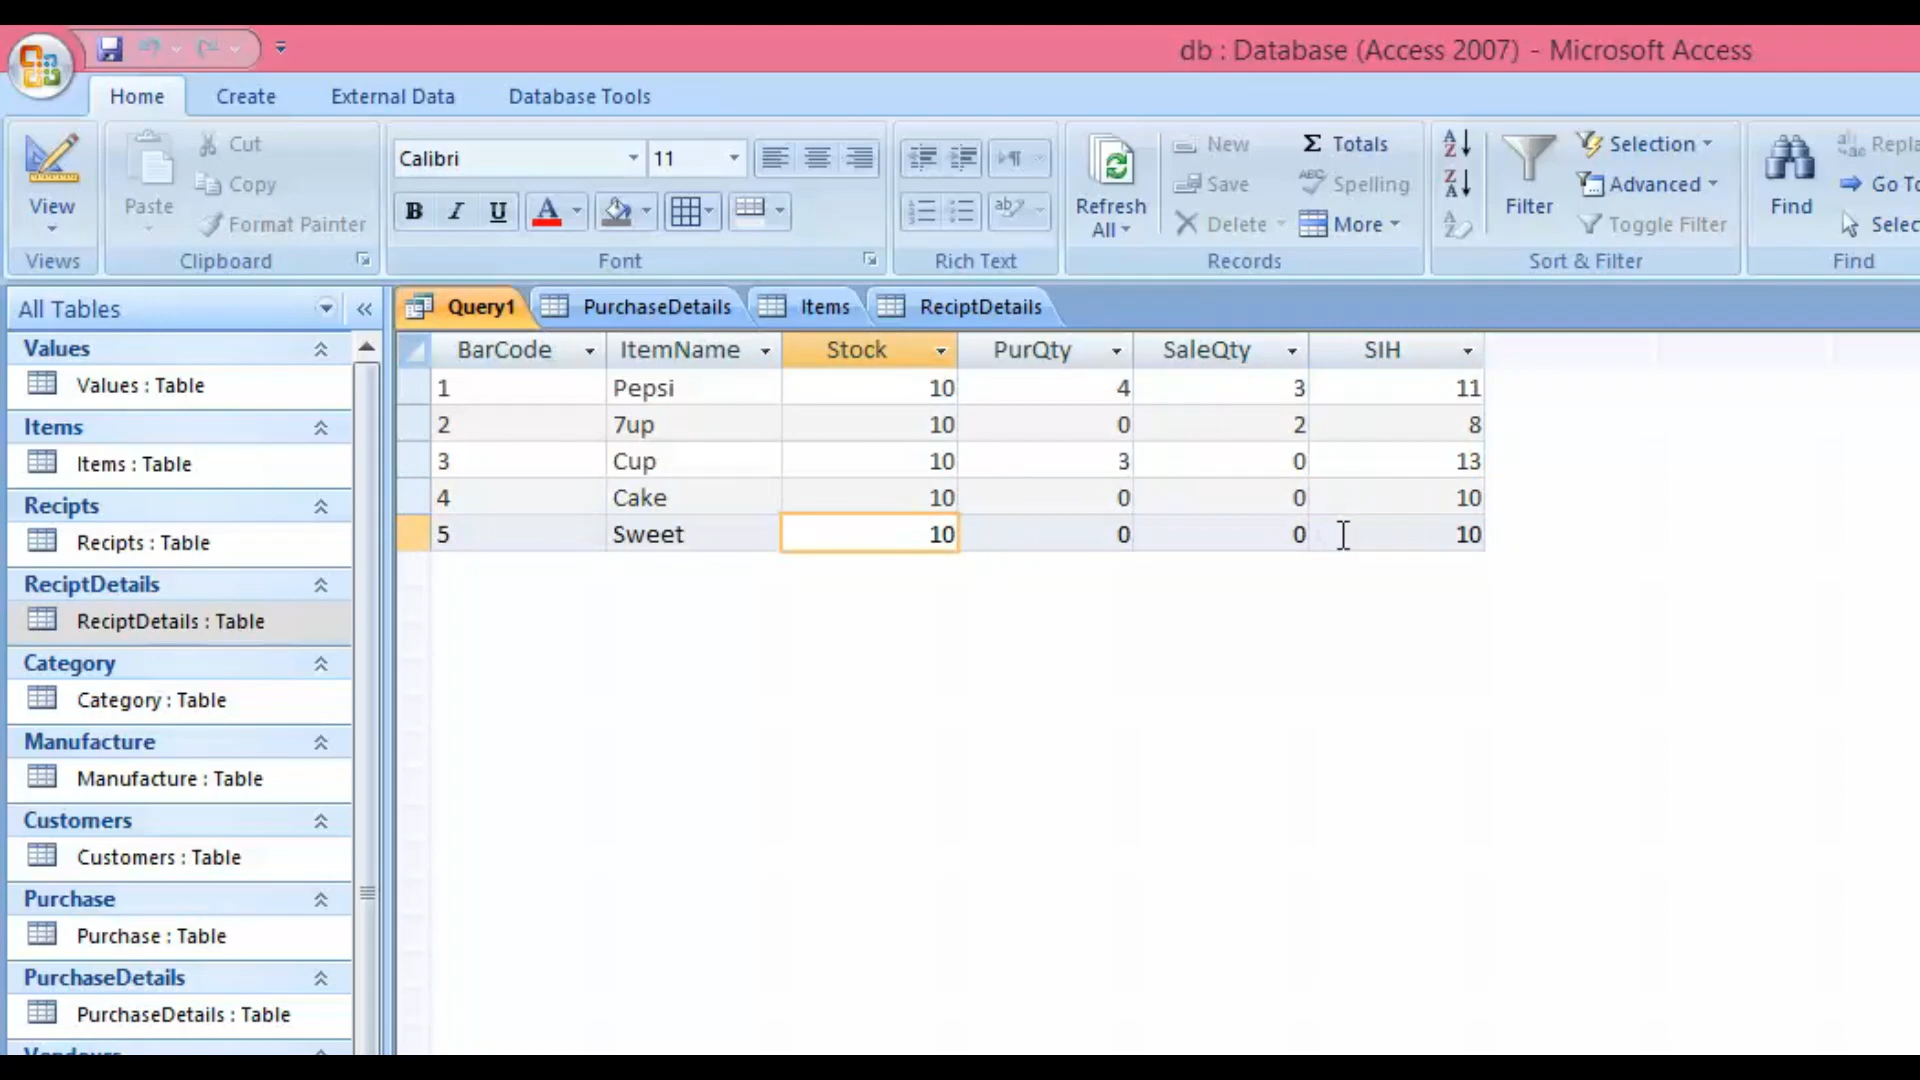 db : Database (Access 2007) - Microsoft Access
Home Create External Data Database Tools
View
Views
Paste
Cut
Copy
Format Painter
Clipboard
Calibri 11
B I U A
Font
Rich Text
Refresh All
New
Save
Delete
Σ Totals
Spelling
More
Records
Filter
Selection
Advanced
Toggle Filter
Sort & Filter
Find
Repla
Go To
Selec
Find
All Tables
Values
Values : Table
Items
Items : Table
Recipts
Recipts : Table
ReciptDetails
ReciptDetails : Table
Category
Category : Table
Manufacture
Manufacture : Table
Customers
Customers : Table
Purchase
Purchase : Table
PurchaseDetails
PurchaseDetails : Table
Query1 PurchaseDetails Items ReciptDetails
BarCode ItemName Stock PurQty SaleQty SIH
1 Pepsi 10 4 3 11
2 7up 10 0 2 8
3 Cup 10 3 0 13
4 Cake 10 0 0 10
5 Sweet 10 0 0 10